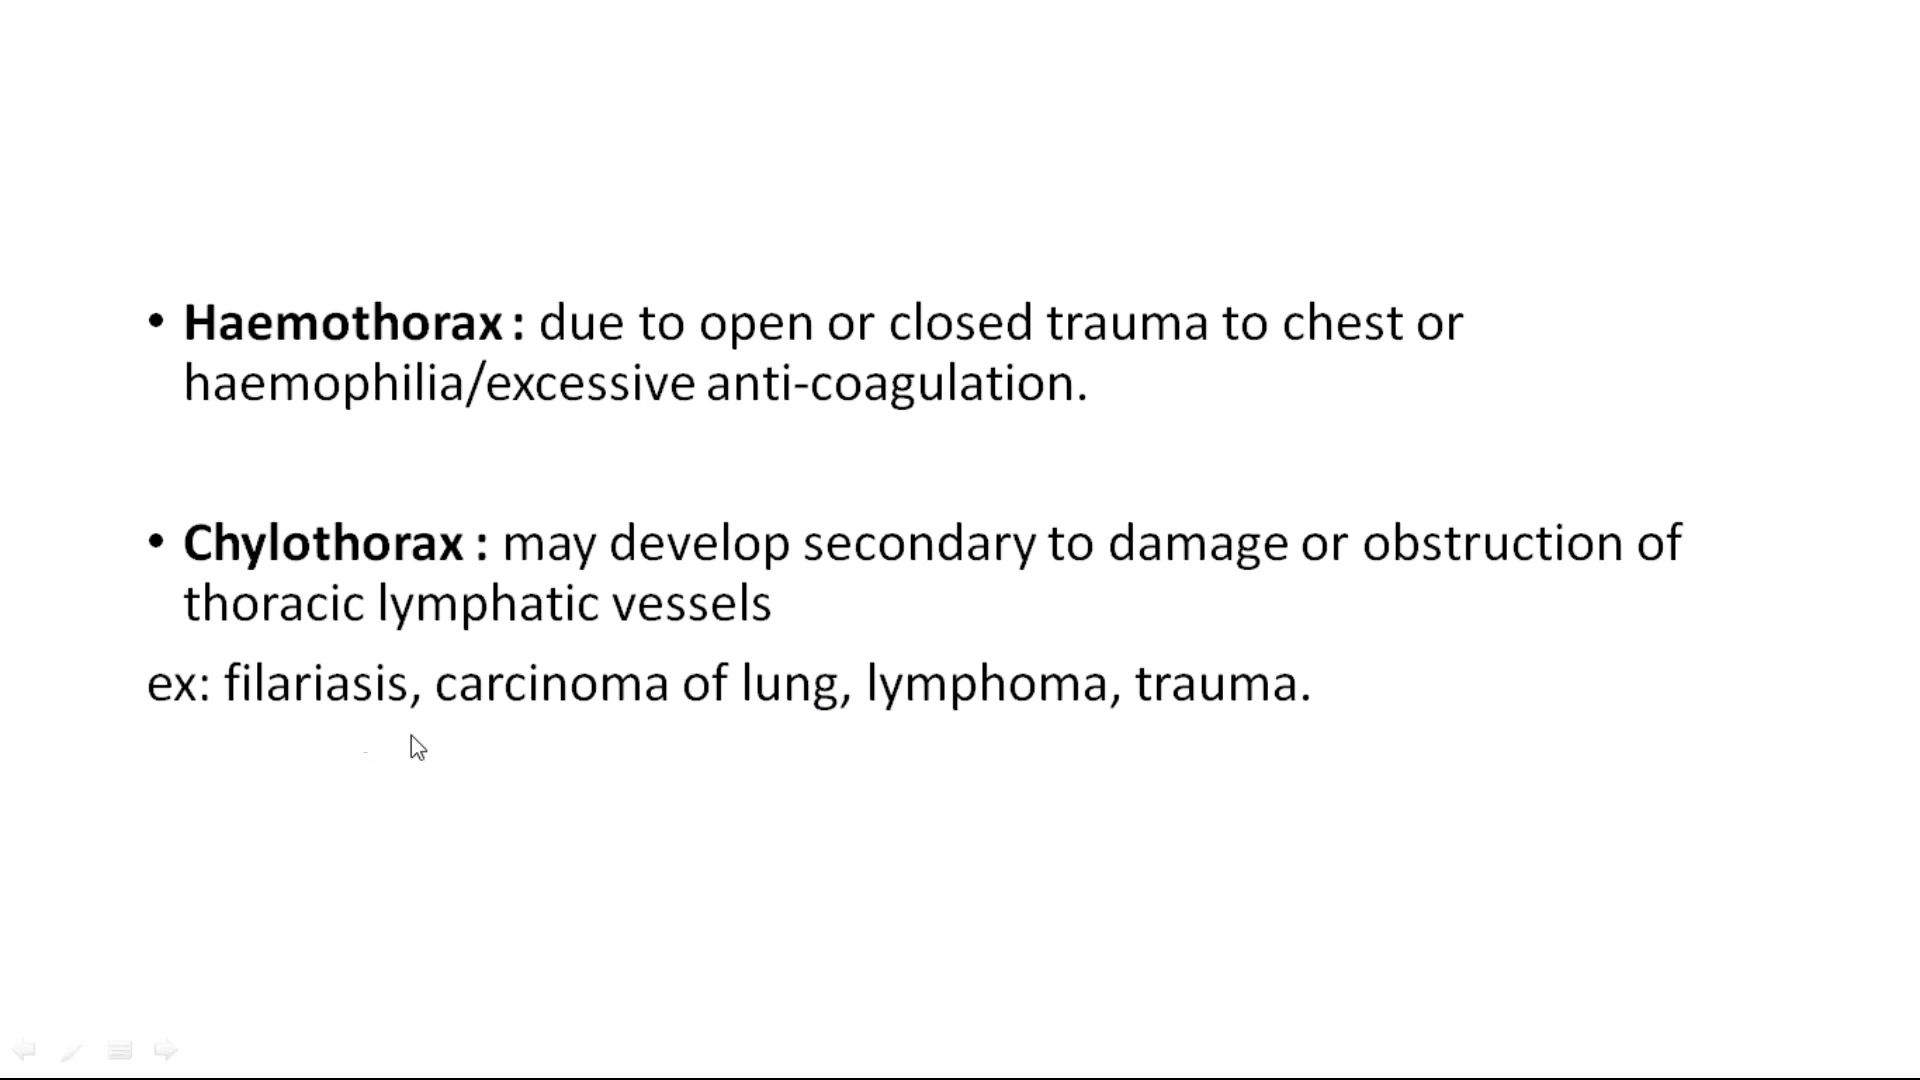 • Haemothorax : due to open or closed trauma to chest or
haemophilia/excessive anti-coagulation.
• Chylothorax : may develop secondary to damage or obstruction of
thoracic lymphatic vessels
ex: filariasis, carcinoma of lung, lymphoma, trauma.